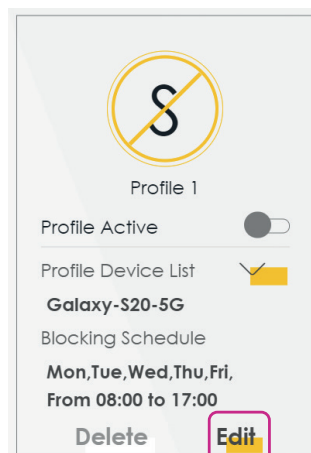 S
Profile 1
Profile Active
Profile Device List
Galaxy-S20-5G
Blocking Schedule
Mon,Tue,Wed,Thu,Fri,
From 08:00 to 17:00
Delete Edit